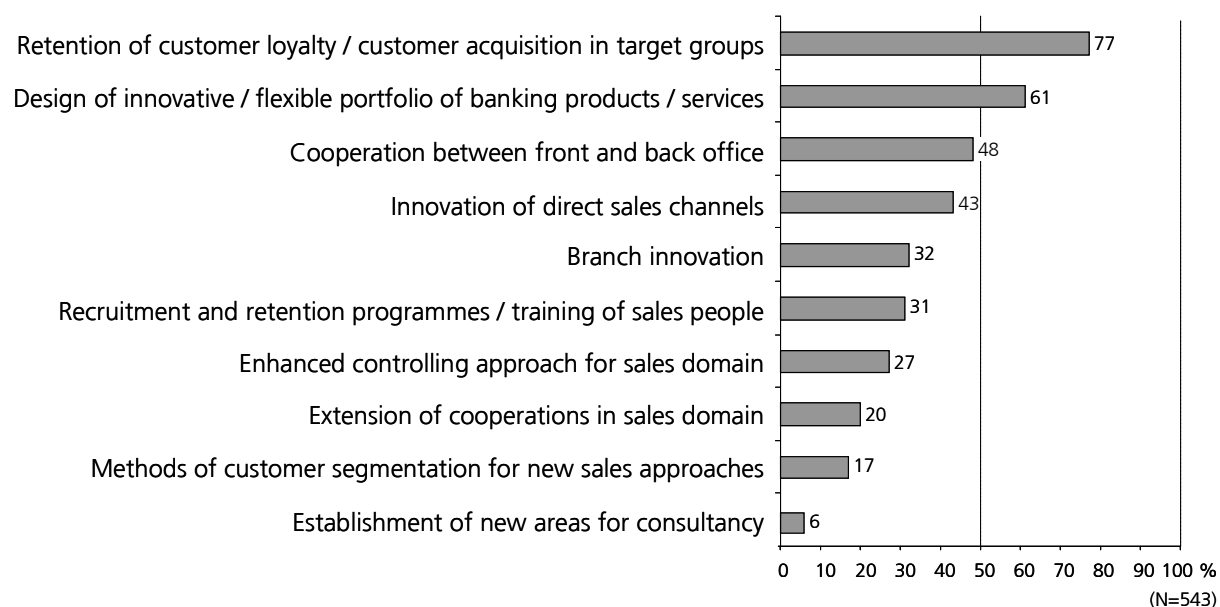 Retention of customer loyalty / customer acquisition in target groups 77
Design of innovative / flexible portfolio of banking products / services 61
Cooperation between front and back office 48
Innovation of direct sales channels 43
Branch innovation 32
Recruitment and retention programmes / training of sales people 31
Enhanced controlling approach for sales domain 27
Extension of cooperations in sales domain 20
Methods of customer segmentation for new sales approaches 17
Establishment of new areas for consultancy 6
0 10 20 30 40 50 60 70 80 90 100 %
(N=543)